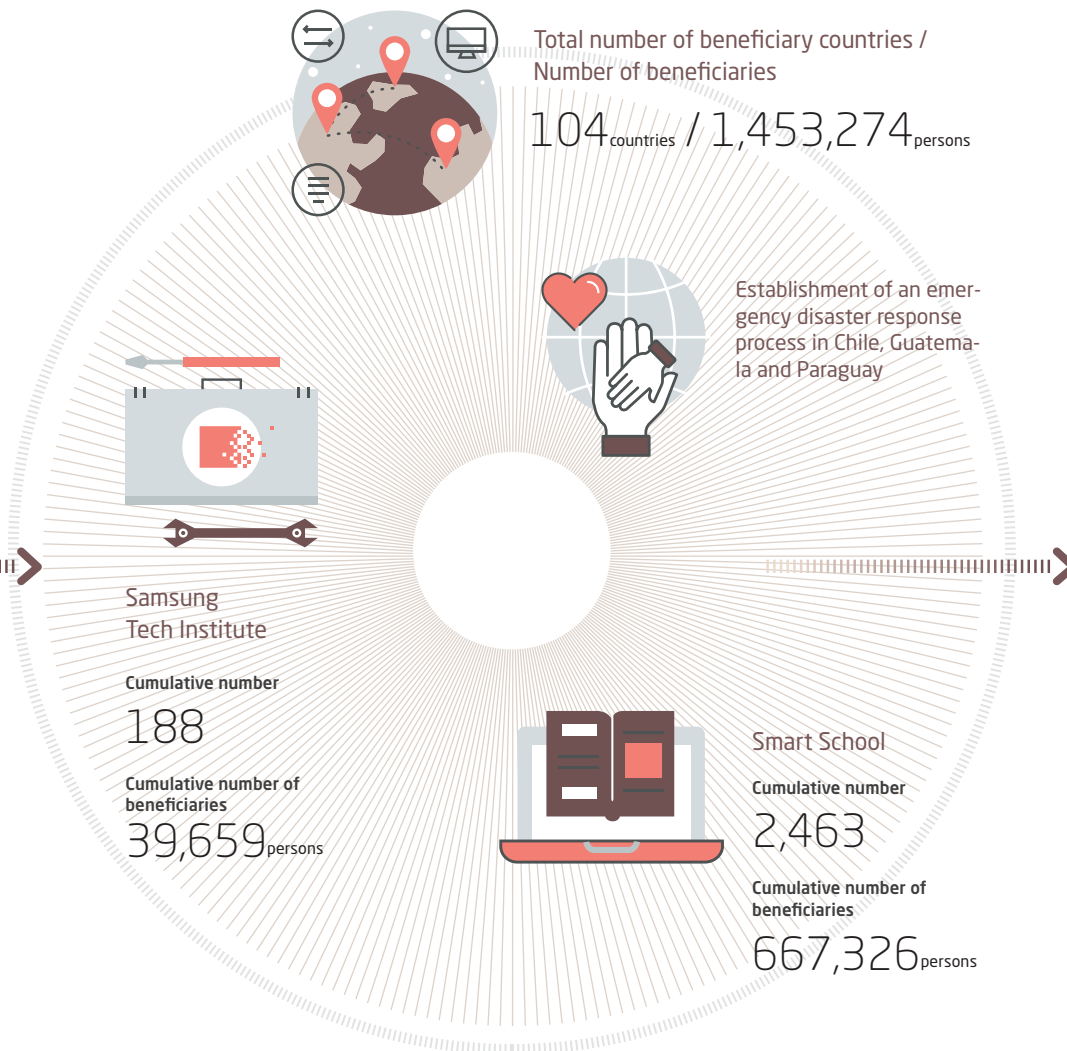 Total number of beneficiary countries /
Number of beneficiaries
104countries / 1,453,274persons
Establishment of an emer-
gency disaster response
process in Chile, Guatema-
la and Paraguay
Samsung
Tech Institute
Cumulative number
188
Cumulative number of
beneficiaries
39,659persons
Smart School
Cumulative number
2,463
Cumulative number of
beneficiaries
667,326persons